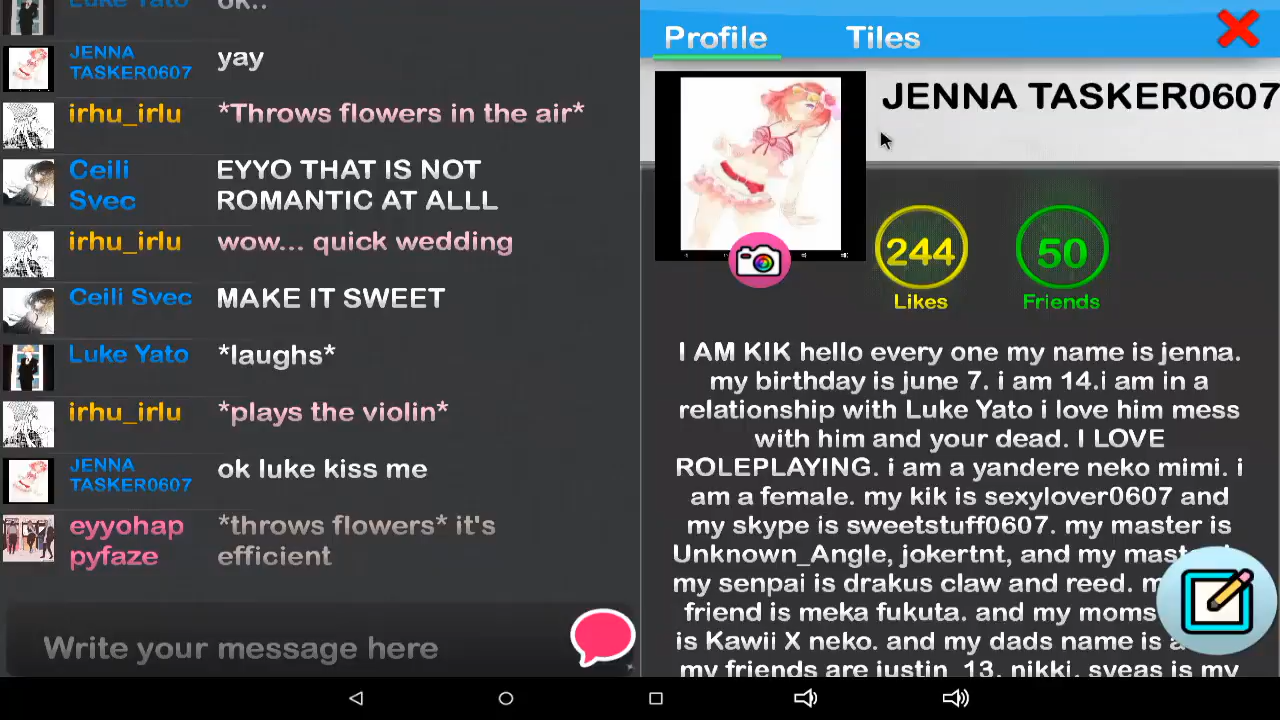 Luke Yato ok..
JENNA TASKER0607 yay
irhu_irlu *Throws flowers in the air*
Ceili Svec EYYO THAT IS NOT
ROMANTIC AT ALLL
irhu_irlu wow... quick wedding
Ceili Svec MAKE IT SWEET
Luke Yato *laughs*
irhu_irlu *plays the violin*
JENNA TASKER0607 ok luke kiss me
eyyohap
pyfaze *throws flowers* it's
efficient
Write your message here
Profile Tiles
JENNA TASKER0607
244 50
Likes Friends
I AM KIK hello every one my name is jenna.
my birthday is june 7. i am 14.i am in a
relationship with Luke Yato i love him mess
with him and your dead. I LOVE
ROLEPLAYING. i am a yandere neko mimi. i
am a female. my kik is sexylover0607 and
my skype is sweetstuff0607. my master is
Unknown_Angle, jokertnt, and my
my senpai is drakus claw and reed.
friend is meka fukuta. and my moms
is Kawii X neko. and my dads name is
my friends are justin_13, nikki, sveas is my